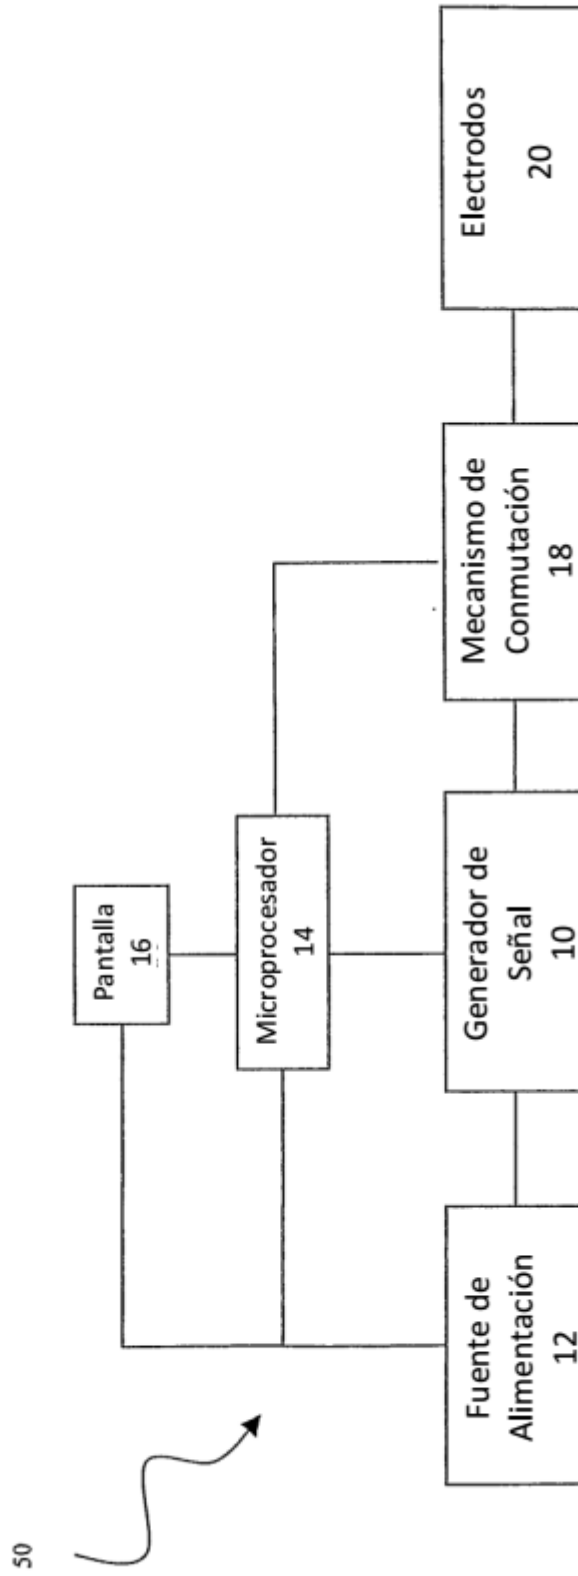 50
Pantalla
16
Microprocesador
14
Fuente de
Alimentación
12
Generador de
Señal
10
Mecanismo de
Conmutación
18
Electrodos
20